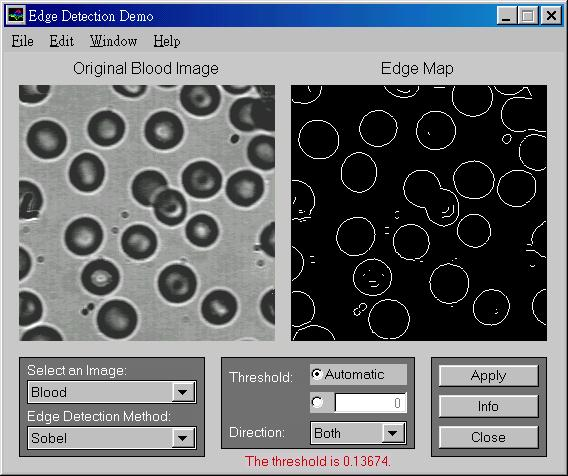 Edge Detection Demo
File Edit Window Help
Original Blood Image
Edge Map
Select an Image:
Blood
Edge Detection Method:
Sobel
Threshold:
Automatic
0
Direction:
Both
The threshold is 0.13674.
Apply
Info
Close